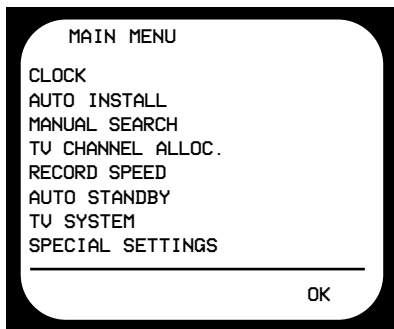 MAIN MENU
CLOCK
AUTO INSTALL
MANUAL SEARCH
TV CHANNEL ALLOC.
RECORD SPEED
AUTO STANDBY
TV SYSTEM
SPECIAL SETTINGS
OK